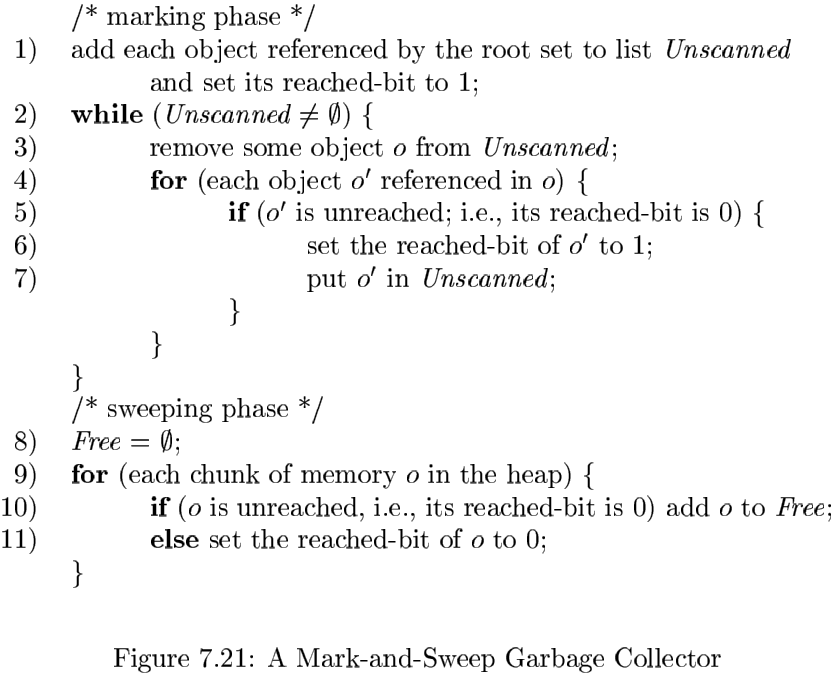 /* marking phase */
1) add each object referenced by the root set to list Unscanned
and set its reached-bit to 1;
2) while (Unscanned ≠ ∅) {
3) remove some object o from Unscanned;
4) for (each object o′ referenced in o) {
5) if (o′ is unreached; i.e., its reached-bit is 0) {
6) set the reached-bit of o′ to 1;
7) put o′ in Unscanned;
}
}
}
/* sweeping phase */
8) Free = ∅;
9) for (each chunk of memory o in the heap) {
10) if (o is unreached, i.e., its reached-bit is 0) add o to Free;
11) else set the reached-bit of o to 0;
}
Figure 7.21: A Mark-and-Sweep Garbage Collector